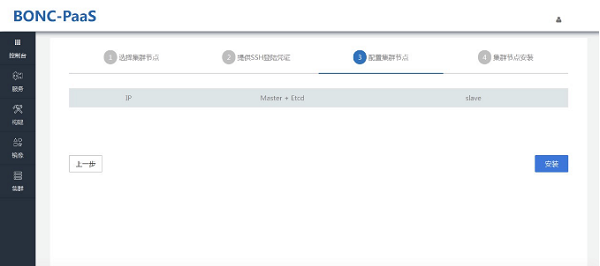 BONC-PaaS
控制台
服务
构建
镜像
集群
1 选择集群节点
2 提供SSH登陆凭证
3 配置集群节点
4 集群节点安装
IP Master + Etcd slave
上一步 安装